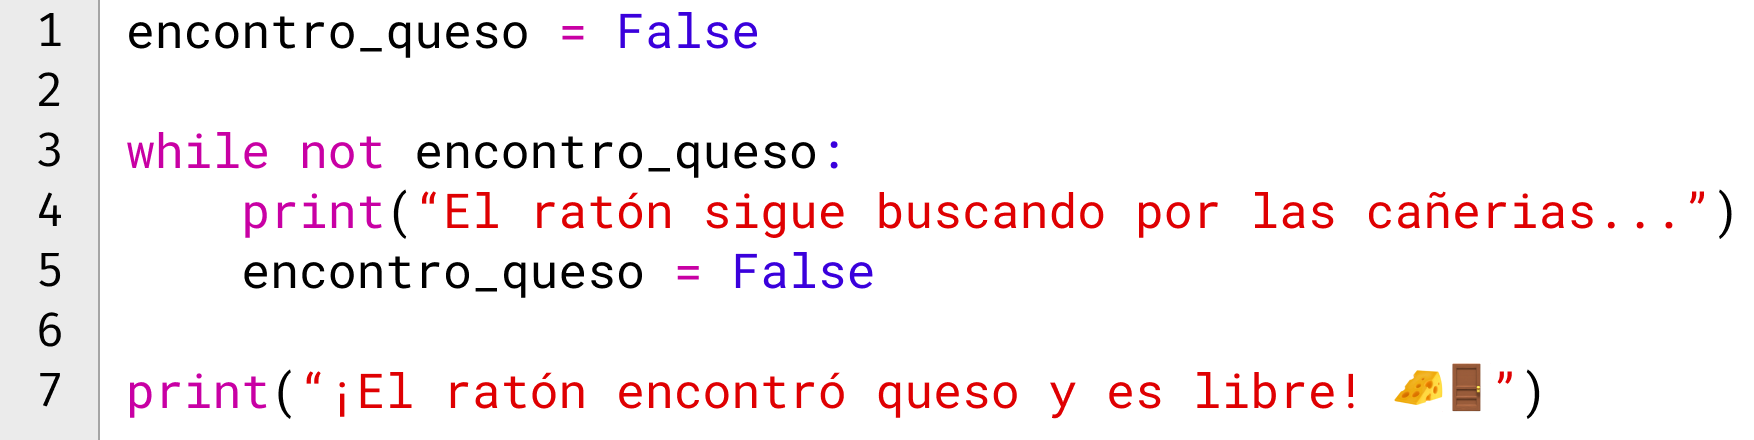 1 encontro_queso = False
2
3 while not encontro_queso:
4     print(“El ratón sigue buscando por las cañerias...”)
5     encontro_queso = False
6
7 print(“¡El ratón encontró queso y es libre! 🧀🚪”)